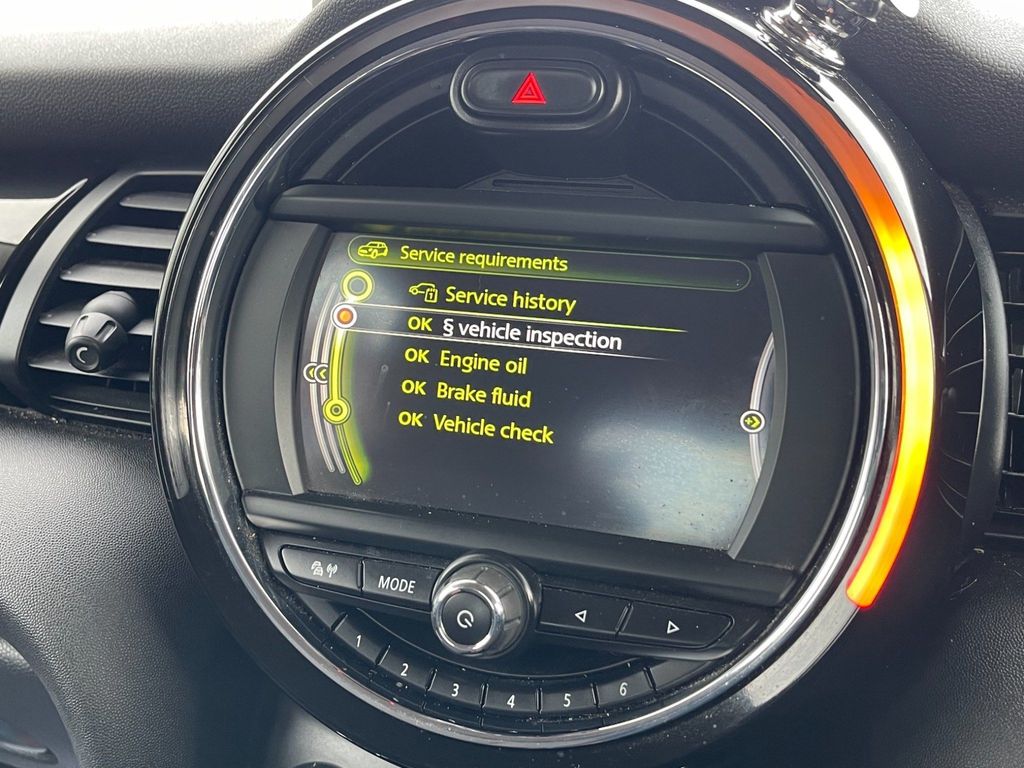 Service requirements
Service history
OK § vehicle inspection
OK Engine oil
OK Brake fluid
OK Vehicle check
MODE
1 2 3 4 5 6